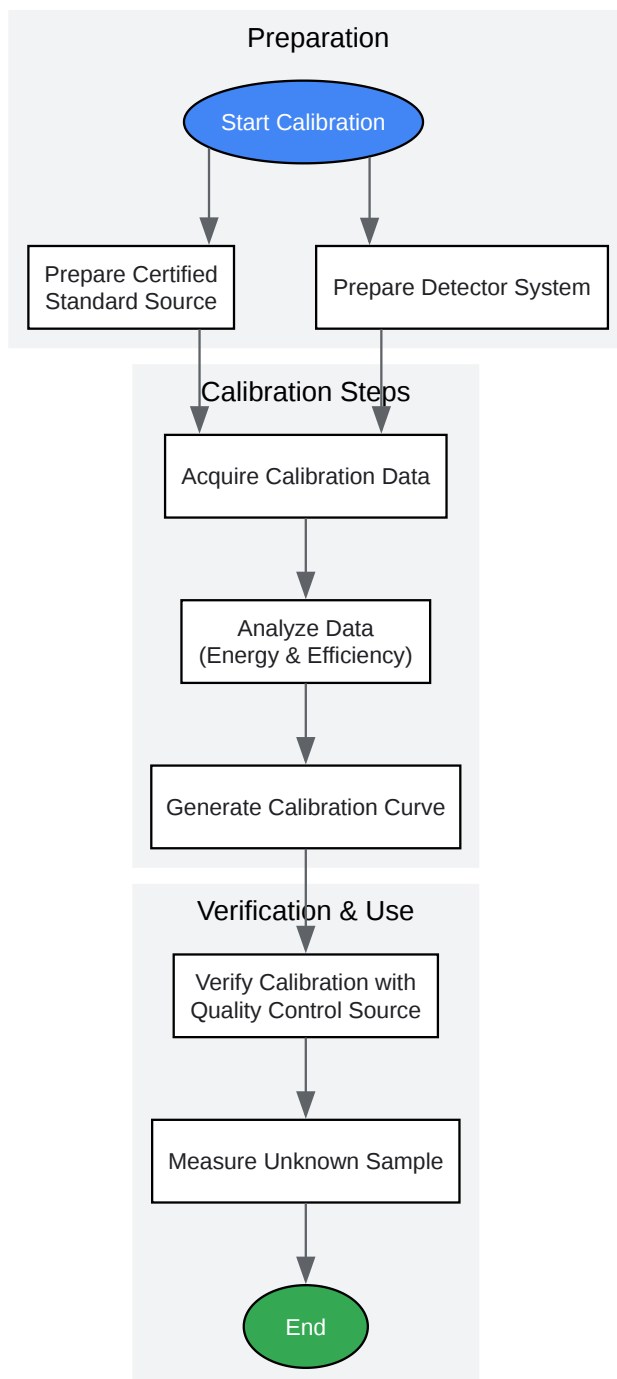 Preparation
Start Calibration
Prepare Certified
Standard Source
Prepare Detector System
Calibration Steps
Acquire Calibration Data
Analyze Data
(Energy & Efficiency)
Generate Calibration Curve
Verification & Use
Verify Calibration with
Quality Control Source
Measure Unknown Sample
End